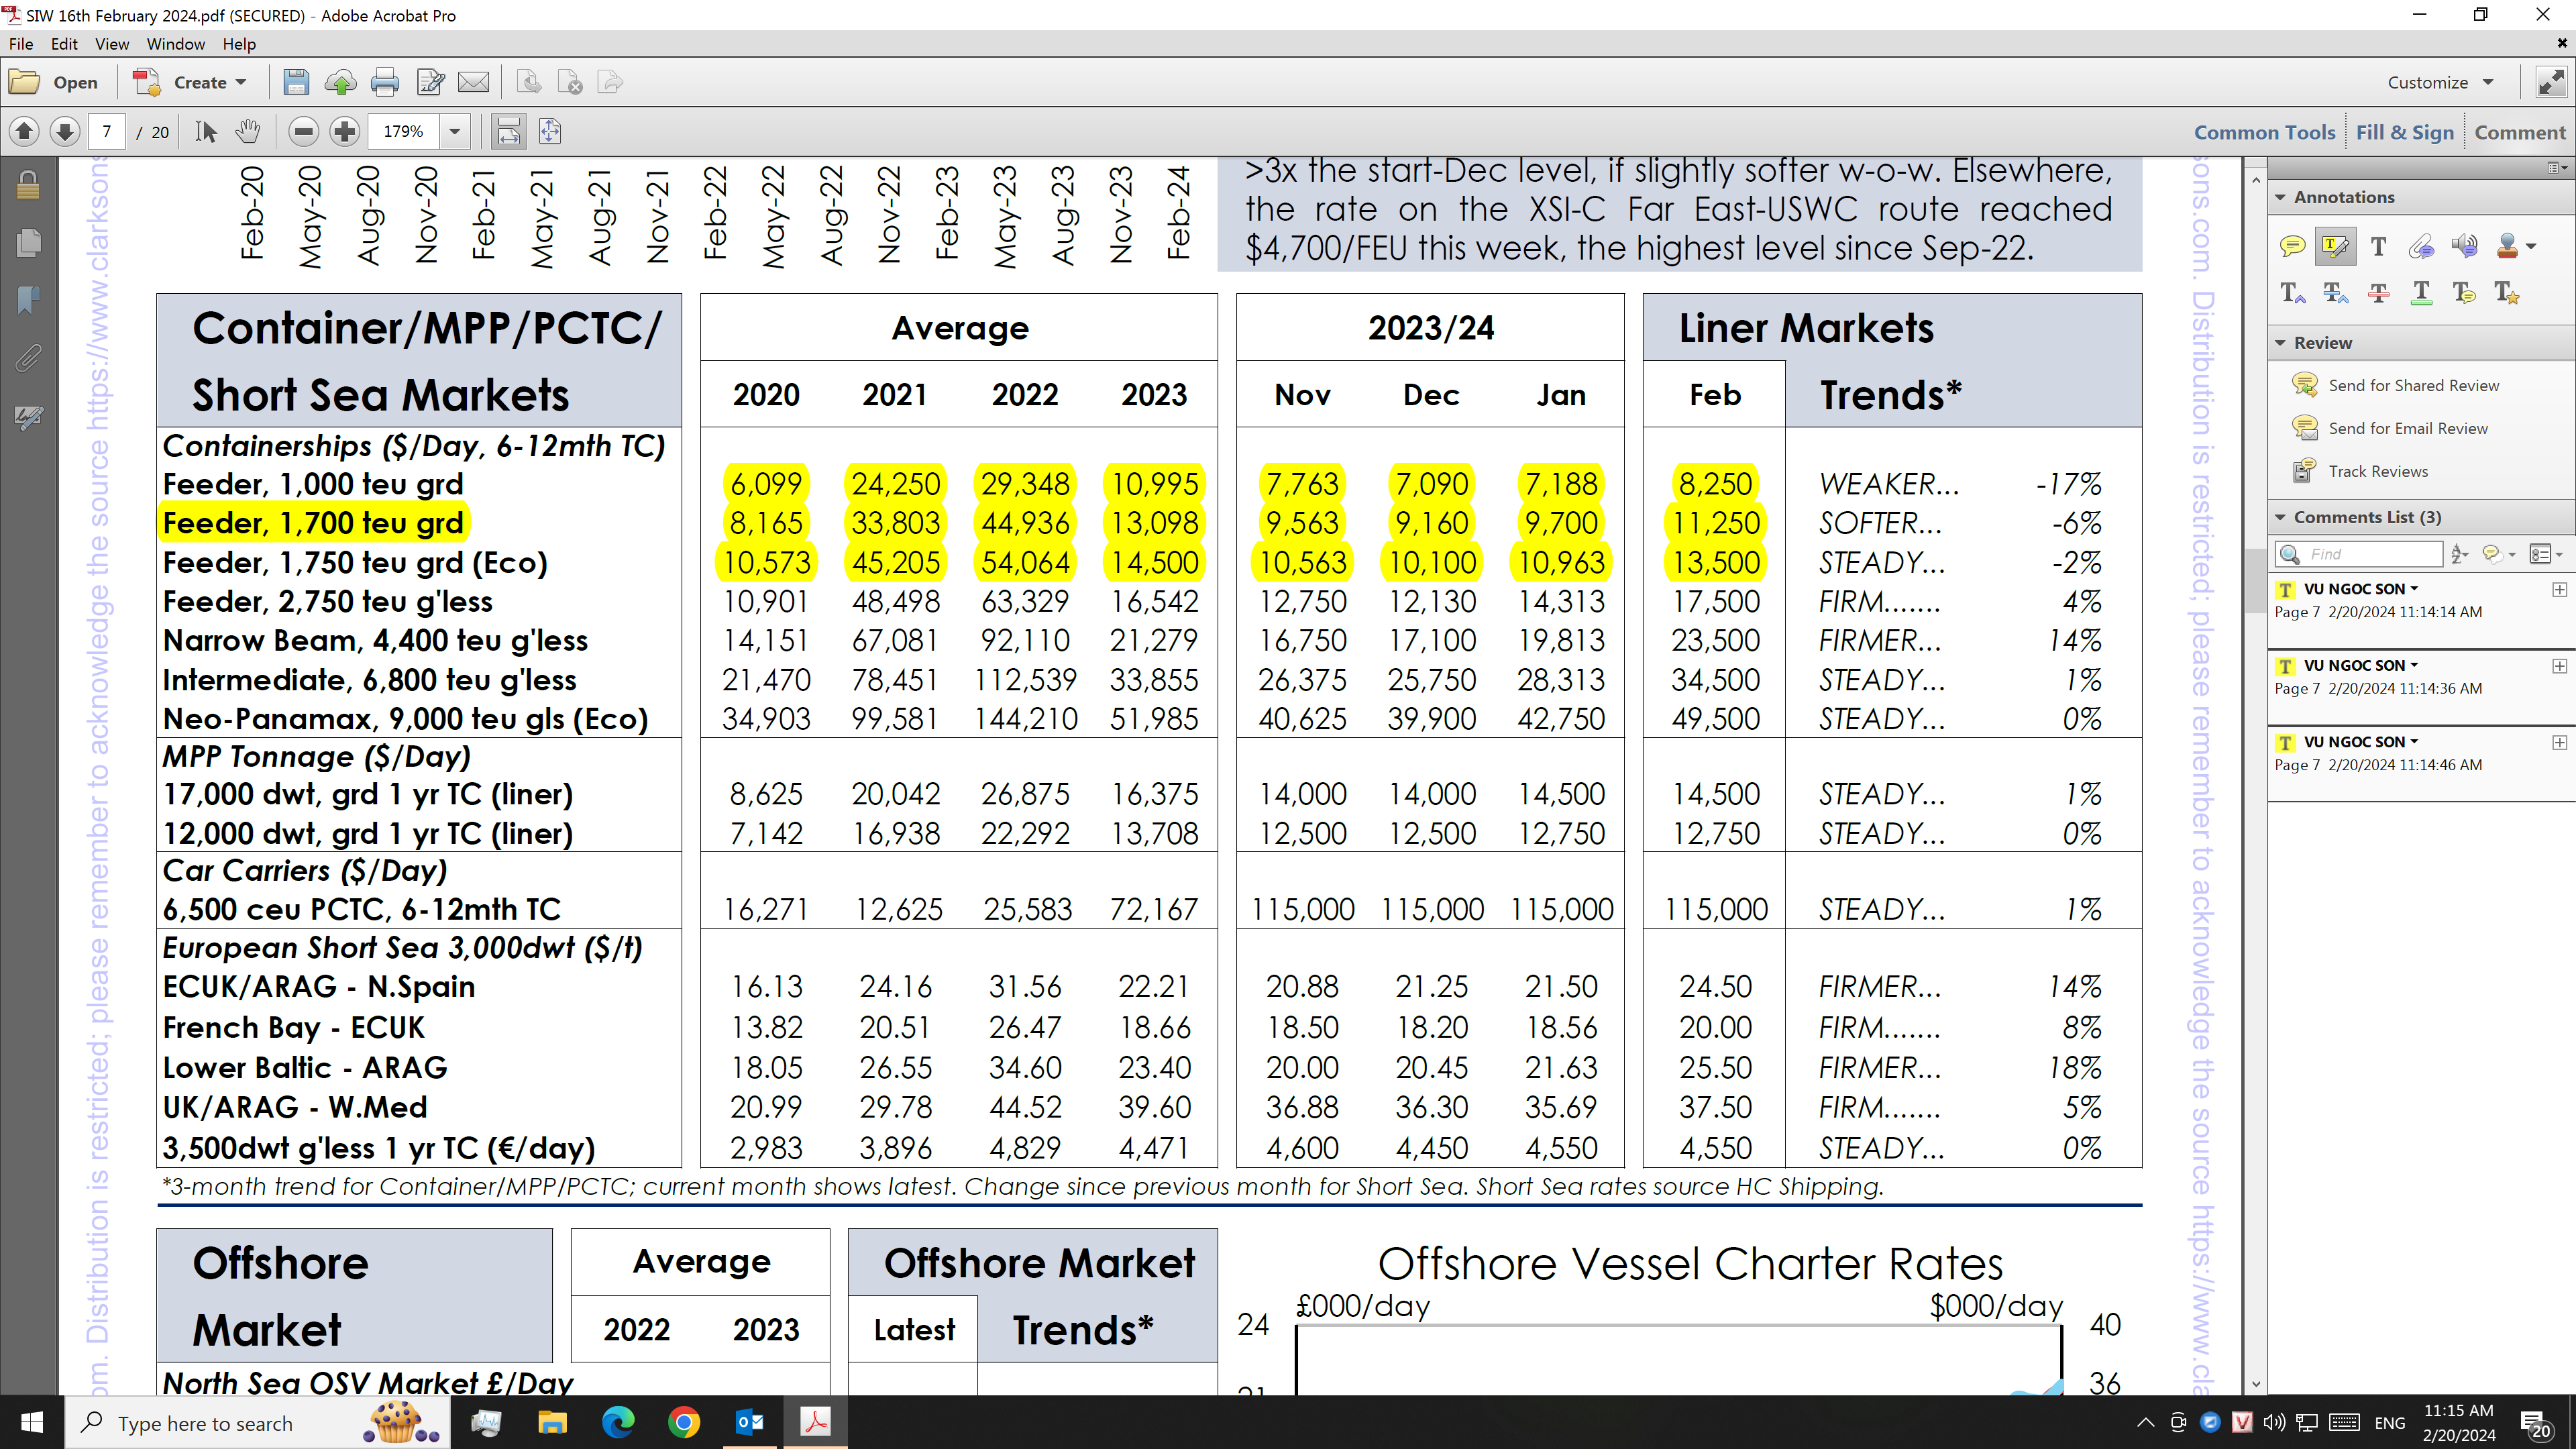 SIW 16th February 2024.pdf (SECURED) - Adobe Acrobat Pro
File Edit View Window Help
Open Create Customize
7 / 20 179% Common Tools Fill & Sign Comment
Feb-20 May-20 Aug-20 Nov-20 Feb-21 May-21 Aug-21 Nov-21 Feb-22 May-22 Aug-22 Nov-22 Feb-23 May-23 Aug-23 Nov-23 Feb-24
>3x the start-Dec level, if slightly softer w-o-w. Elsewhere,
the rate on the XSI-C Far East-USWC route reached
$4,700/FEU this week, the highest level since Sep-22.
Container/MPP/PCTC/ Average 2023/24 Liner Markets
Short Sea Markets 2020 2021 2022 2023 Nov Dec Jan Feb Trends*
Containerships ($/Day, 6-12mth TC)
Feeder, 1,000 teu grd 6,099 24,250 29,348 10,995 7,763 7,090 7,188 8,250 WEAKER... -17%
Feeder, 1,700 teu grd 8,165 33,803 44,936 13,098 9,563 9,160 9,700 11,250 SOFTER... -6%
Feeder, 1,750 teu grd (Eco) 10,573 45,205 54,064 14,500 10,563 10,100 10,963 13,500 STEADY... -2%
Feeder, 2,750 teu g'less 10,901 48,498 63,329 16,542 12,750 12,130 14,313 17,500 FIRM....... 4%
Narrow Beam, 4,400 teu g'less 14,151 67,081 92,110 21,279 16,750 17,100 19,813 23,500 FIRMER... 14%
Intermediate, 6,800 teu g'less 21,470 78,451 112,539 33,855 26,375 25,750 28,313 34,500 STEADY... 1%
Neo-Panamax, 9,000 teu gls (Eco) 34,903 99,581 144,210 51,985 40,625 39,900 42,750 49,500 STEADY... 0%
MPP Tonnage ($/Day)
17,000 dwt, grd 1 yr TC (liner) 8,625 20,042 26,875 16,375 14,000 14,000 14,500 14,500 STEADY... 1%
12,000 dwt, grd 1 yr TC (liner) 7,142 16,938 22,292 13,708 12,500 12,500 12,750 12,750 STEADY... 0%
Car Carriers ($/Day)
6,500 ceu PCTC, 6-12mth TC 16,271 12,625 25,583 72,167 115,000 115,000 115,000 115,000 STEADY... 1%
European Short Sea 3,000dwt ($/t)
ECUK/ARAG - N.Spain 16.13 24.16 31.56 22.21 20.88 21.25 21.50 24.50 FIRMER... 14%
French Bay - ECUK 13.82 20.51 26.47 18.66 18.50 18.20 18.56 20.00 FIRM....... 8%
Lower Baltic - ARAG 18.05 26.55 34.60 23.40 20.00 20.45 21.63 25.50 FIRMER... 18%
UK/ARAG - W.Med 20.99 29.78 44.52 39.60 36.88 36.30 35.69 37.50 FIRM....... 5%
3,500dwt g'less 1 yr TC (€/day) 2,983 3,896 4,829 4,471 4,600 4,450 4,550 4,550 STEADY... 0%
*3-month trend for Container/MPP/PCTC; current month shows latest. Change since previous month for Short Sea. Short Sea rates source HC Shipping.
Offshore Average Offshore Market
Market 2022 2023 Latest Trends*
North Sea OSV Market £/Day
Offshore Vessel Charter Rates
£000/day $000/day
24 40
21 36
om. Distribution is restricted; please remember to acknowledge the source https://www.clarksons
sons.com. Distribution is restricted; please remember to acknowledge the source https://www.cla
Annotations
Review
Send for Shared Review
Send for Email Review
Track Reviews
Comments List (3)
Find
VU NGOC SON
Page 7 2/20/2024 11:14:14 AM
VU NGOC SON
Page 7 2/20/2024 11:14:36 AM
VU NGOC SON
Page 7 2/20/2024 11:14:46 AM
Type here to search
ENG
11:15 AM
2/20/2024
20